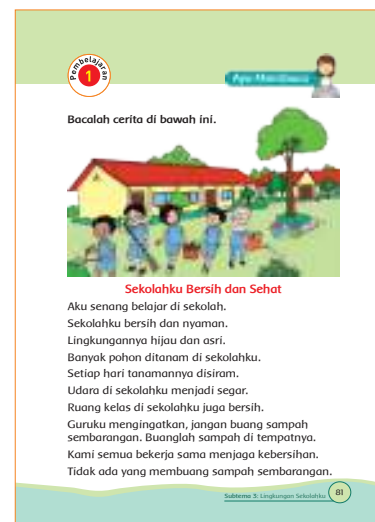 Pembelajaran
1
Ayo Membaca
Bacalah cerita di bawah ini.
Sekolahku Bersih dan Sehat
Aku senang belajar di sekolah.
Sekolahku bersih dan nyaman.
Lingkungannya hijau dan asri.
Banyak pohon ditanam di sekolahku.
Setiap hari tanamannya disiram.
Udara di sekolahku menjadi segar.
Ruang kelas di sekolahku juga bersih.
Guruku mengingatkan, jangan buang sampah
sembarangan. Buanglah sampah di tempatnya.
Kami semua bekerja sama menjaga kebersihan.
Tidak ada yang membuang sampah sembarangan.
Subtema 3: Lingkungan Sekolahku
81